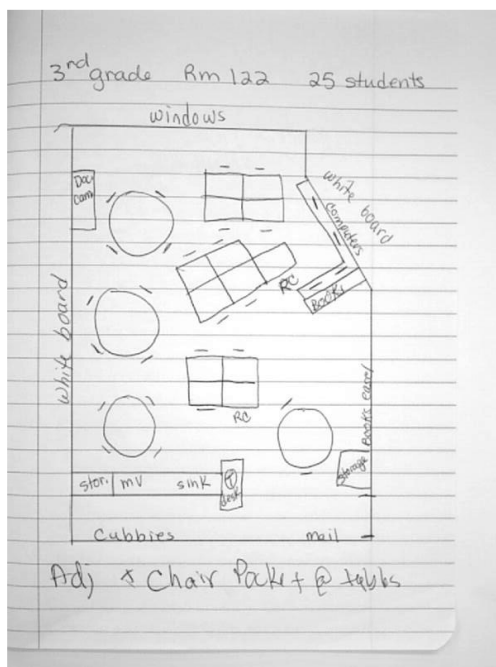 3rd grade Rm 122 25 students
windows
Doc Cam
white board
computers
Books
RC
white board
RC
Books easel
Storage
stor. mv sink
T desk
Cubbies mail
Adj * Chair Pocket @ tables